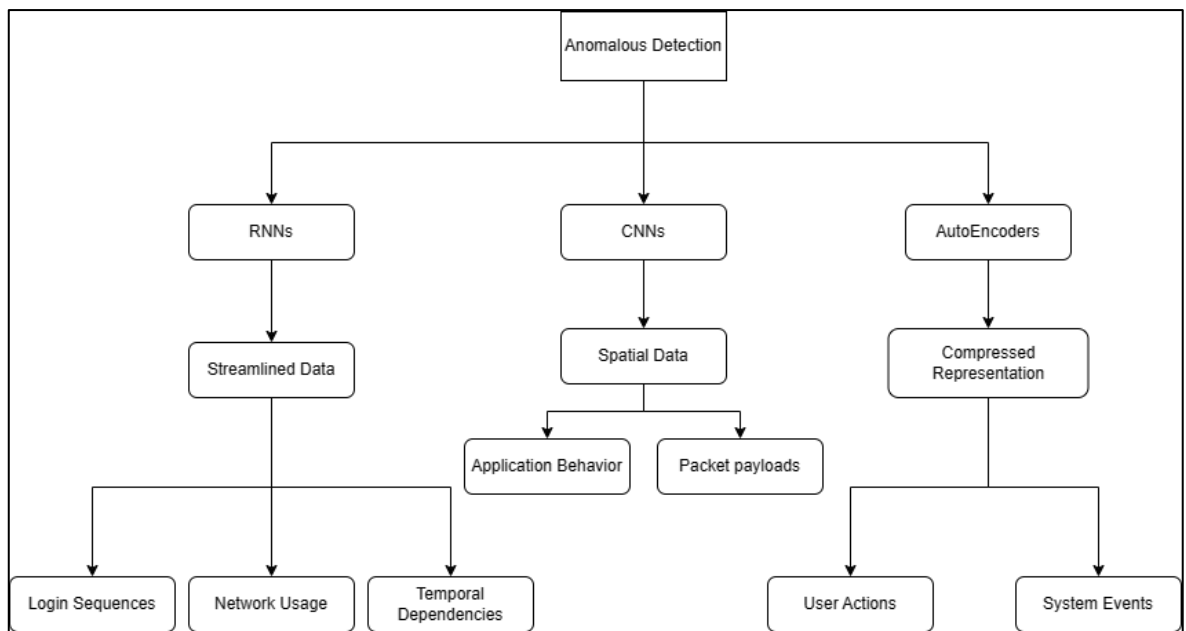 Anomalous Detection
RNNs
CNNs
AutoEncoders
Streamlined Data
Spatial Data
Compressed
Representation
Application Behavior
Packet payloads
Login Sequences
Network Usage
Temporal
Dependencies
User Actions
System Events